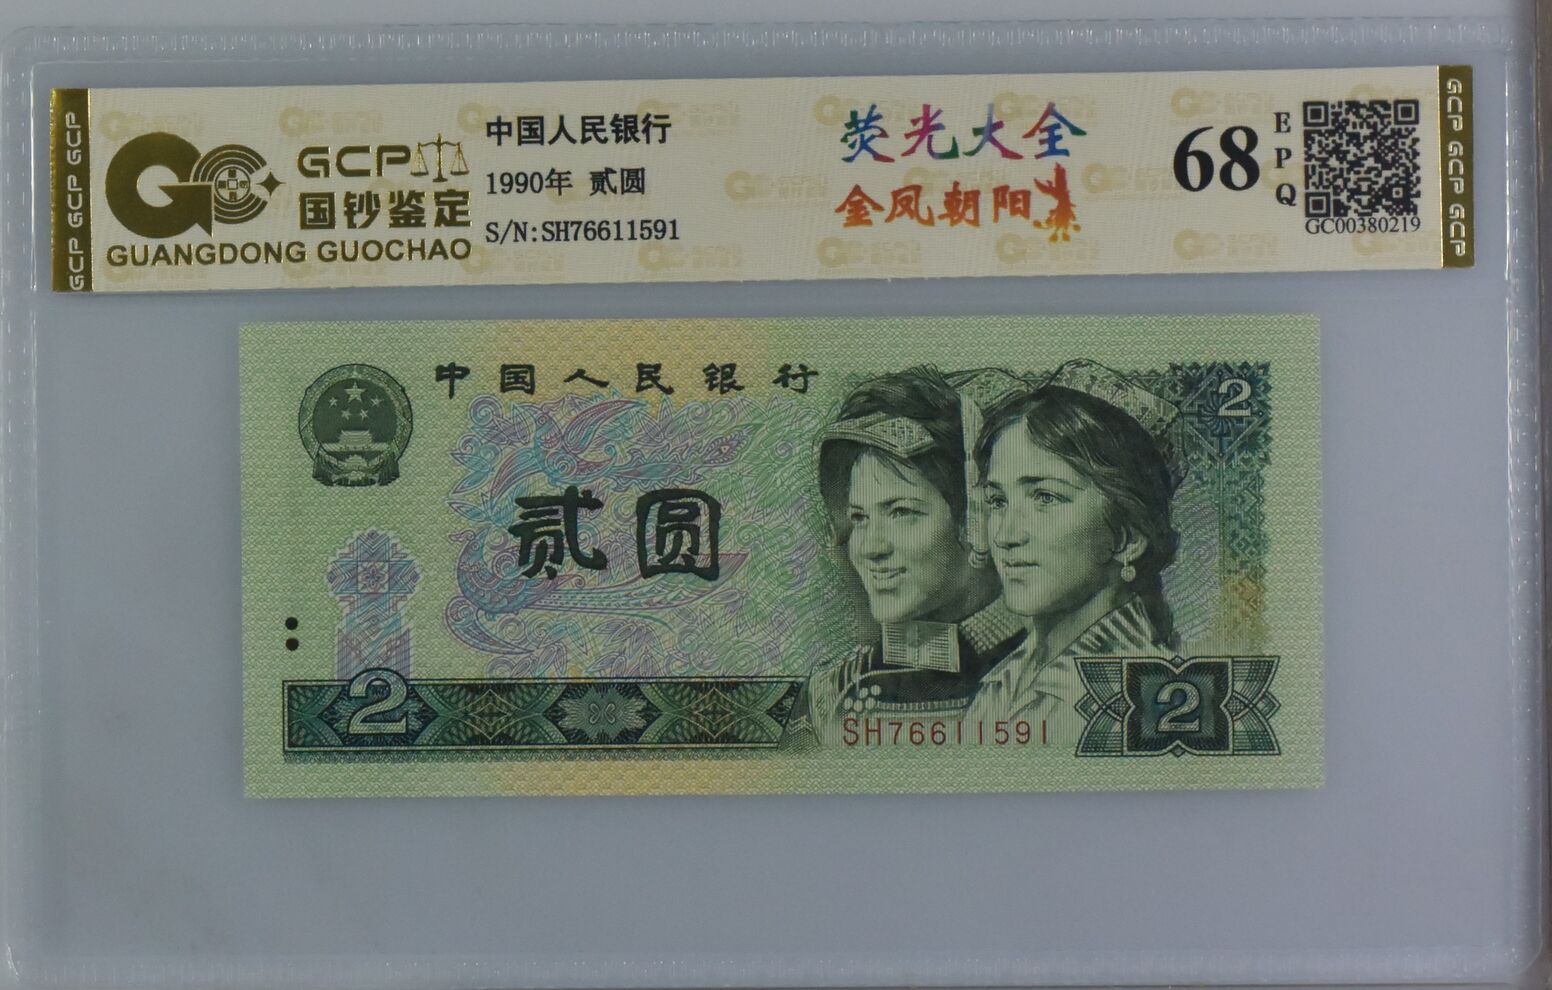 GCP GCP GCP
GCP
国钞鉴定
GUANGDONG GUOCHAO
中国人民银行
1990年 贰圆
S/N:SH76611591
荧光大全
金凤朝阳
68
EPQ
GC00380219
GCP GCP GCP
中国人民银行
2
贰圆
2
SH76611591
2